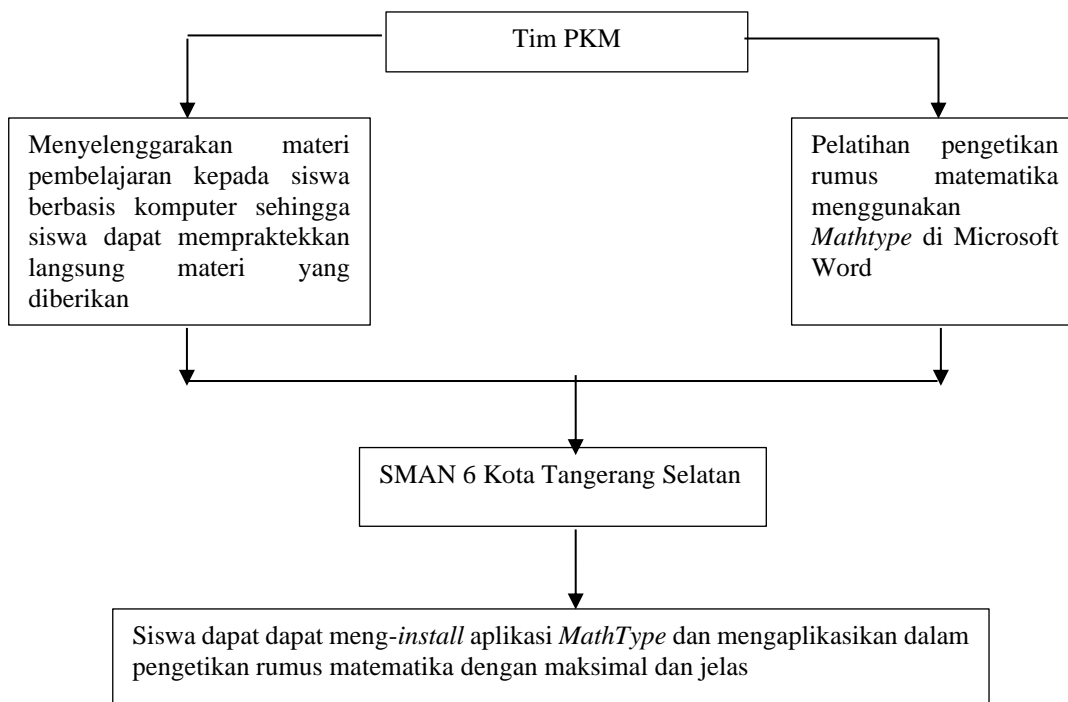 Tim PKM
Menyelenggarakan materi
pembelajaran kepada siswa
berbasis komputer sehingga
siswa dapat mempraktekkan
langsung materi yang
diberikan
Pelatihan pengetikan
rumus matematika
menggunakan
Mathtype di Microsoft
Word
SMAN 6 Kota Tangerang Selatan
Siswa dapat dapat meng-install aplikasi MathType dan mengaplikasikan dalam
pengetikan rumus matematika dengan maksimal dan jelas